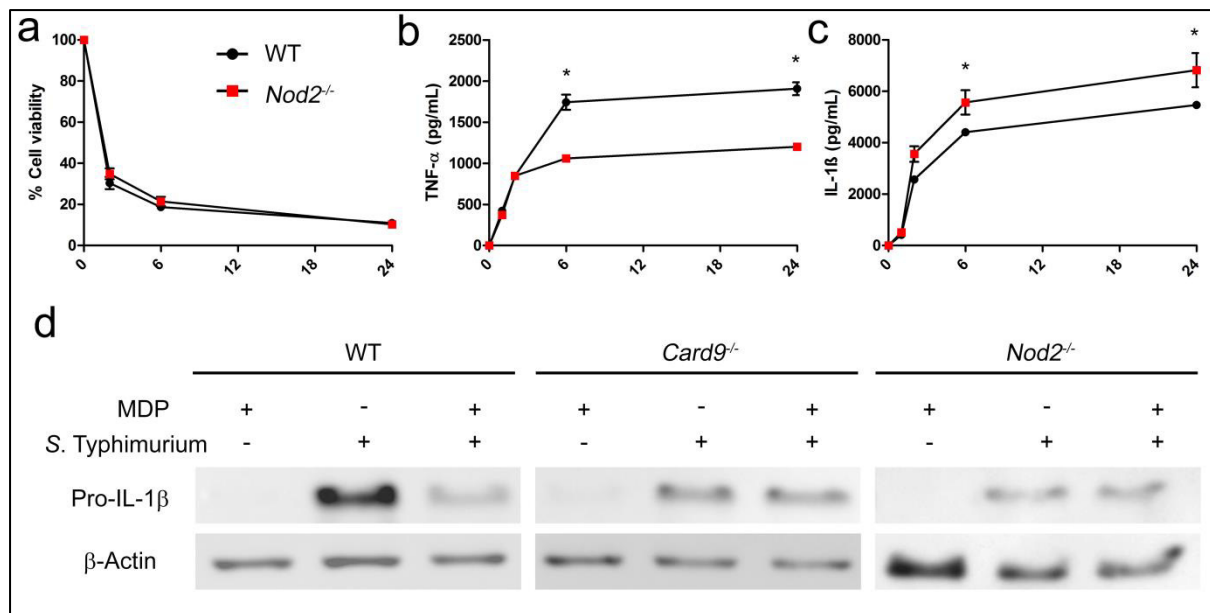 a
% Cell viability
100
80
60
40
20
0
0 6 12 18 24
WT
Nod2-/-
b
TNF-α (pg/mL)
2500
2000
1500
1000
500
0
* *
0 6 12 18 24
c
IL-1ß (pg/mL)
8000
6000
4000
2000
0
* *
0 6 12 18 24
d
WT Card9-/- Nod2-/-
MDP + - + + - + + - +
S. Typhimurium - + + - + + - + +
Pro-IL-1β
β-Actin